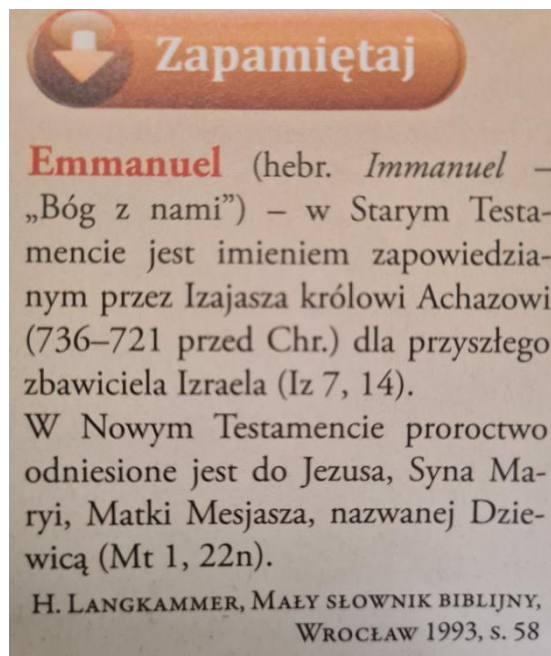 Zapamiętaj
Emmanuel (hebr. Immanuel –
„Bóg z nami”) – w Starym Testa-
mencie jest imieniem zapowiedzia-
nym przez Izajasza królowi Achazowi
(736–721 przed Chr.) dla przyszłego
zbawiciela Izraela (Iz 7, 14).
W Nowym Testamencie proroctwo
odniesione jest do Jezusa, Syna Ma-
ryi, Matki Mesjasza, nazwanej Dzie-
wicą (Mt 1, 22n).
H. Langkammer, Mały słownik biblijny,
Wrocław 1993, s. 58